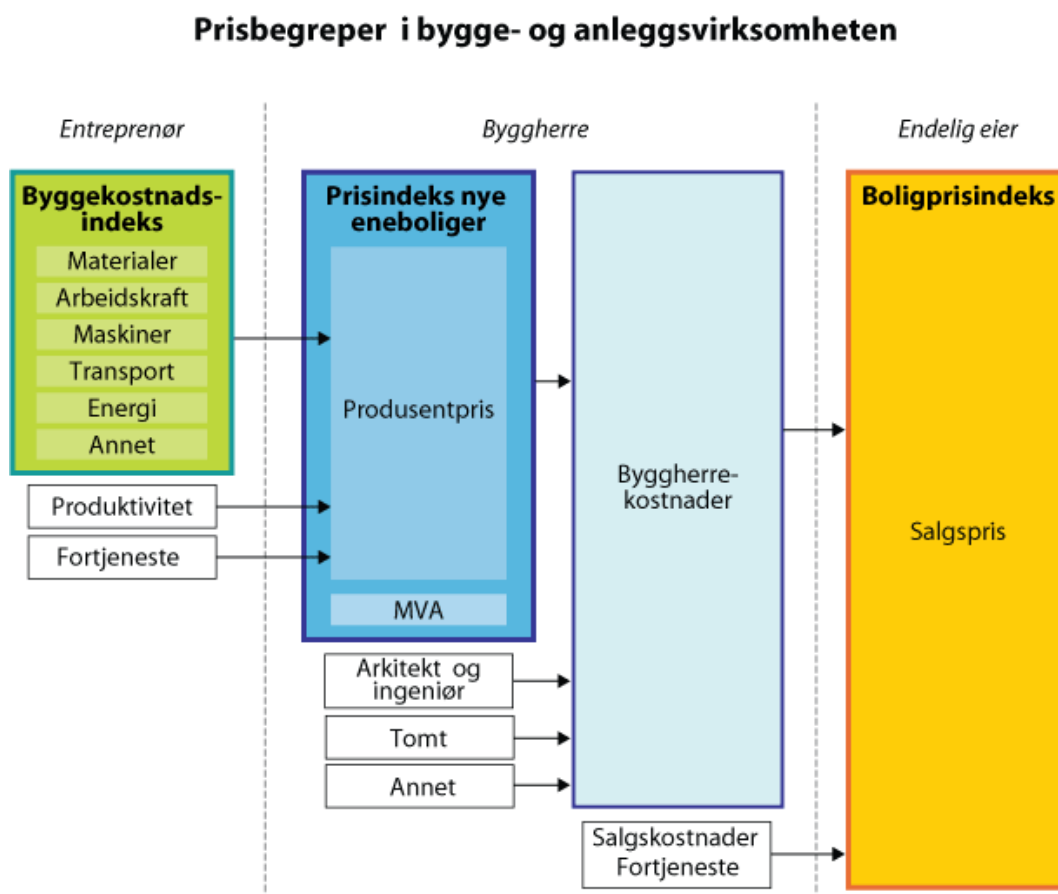 Prisbegreper i bygge- og anleggsvirksomheten
Entreprenør
Byggherre
Endelig eier
Byggekostnads-
indeks
Materialer
Arbeidskraft
Maskiner
Transport
Energi
Annet
Produktivitet
Fortjeneste
Prisindeks nye
eneboliger
Produsentpris
MVA
Arkitekt og
ingeniør
Tomt
Annet
Byggherre-
kostnader
Salgskostnader
Fortjeneste
Boligprisindeks
Salgspris